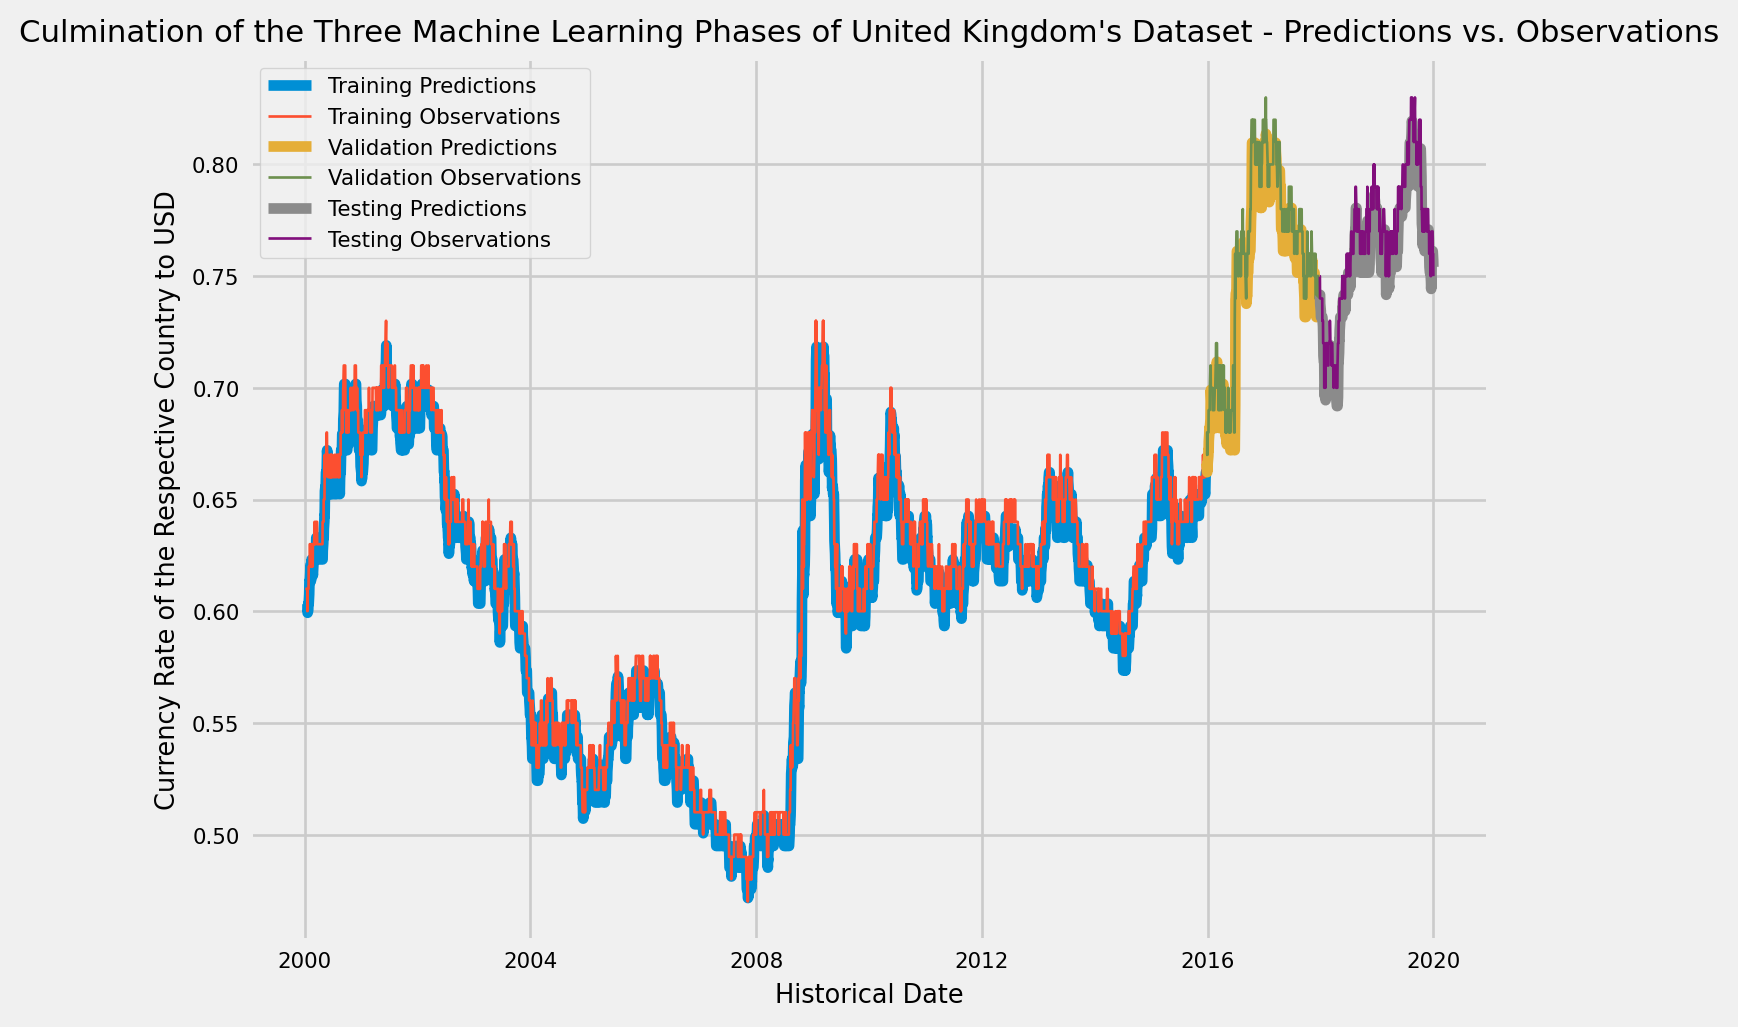 Culmination of the Three Machine Learning Phases of United Kingdom's Dataset - Predictions vs. Observations
Training Predictions
Training Observations
Validation Predictions
Validation Observations
Testing Predictions
Testing Observations
Currency Rate of the Respective Country to USD
0.80
0.75
0.70
0.65
0.60
0.55
0.50
2000
2004
2008
2012
2016
2020
Historical Date